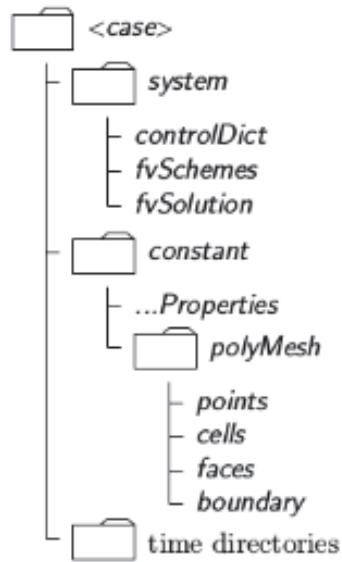 <case>
system
controlDict
fvSchemes
fvSolution
constant
...Properties
polyMesh
points
cells
faces
boundary
time directories